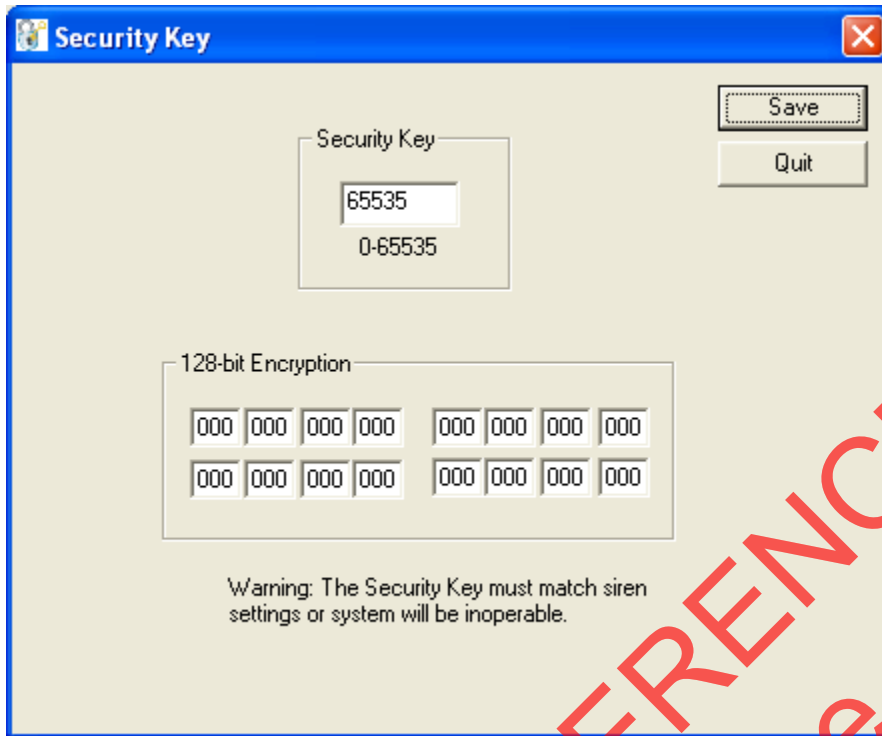 Security Key
Save
Quit
Security Key
65535
0-65535
128-bit Encryption
000 000 000 000 000 000 000 000
000 000 000 000 000 000 000 000
Warning: The Security Key must match siren
settings or system will be inoperable.